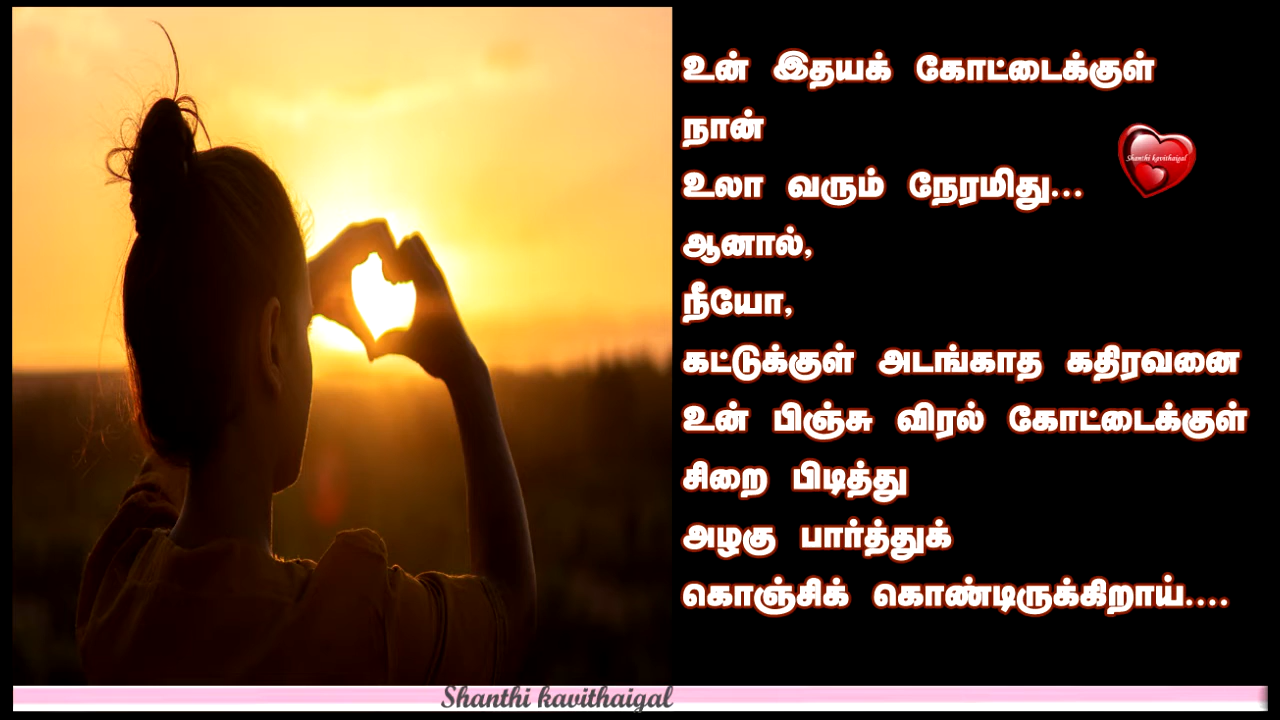 உன் இதயக் கோட்டைக்குள்
நான்
உலா வரும் நேரமிது...
ஆனால்,
நீயோ,
கட்டுக்குள் அடங்காத கதிரவனை
உன் பிஞ்சு விரல் கோட்டைக்குள்
சிறை பிடித்து
அழகு பார்த்துக்
கொஞ்சிக் கொண்டிருக்கிறாய்....
Shanthi kavithaigal
Shanthi kavithaigal